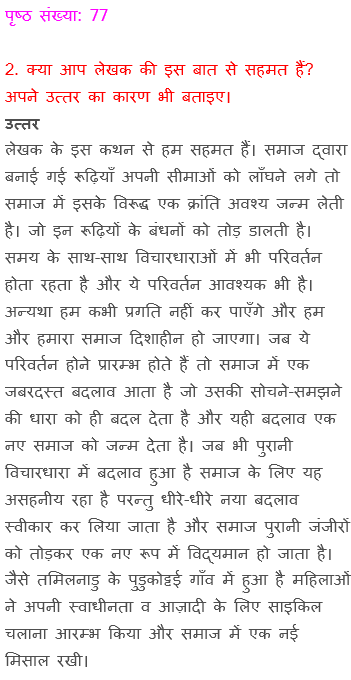 पृष्ठ संख्या: 77
2. क्या आप लेखक की इस बात से सहमत हैं?
अपने उत्तर का कारण भी बताइए।
उत्तर
लेखक के इस कथन से हम सहमत हैं। समाज द्वारा
बनाई गई रूढ़ियाँ अपनी सीमाओं को लाँघने लगे तो
समाज में इसके विरूद्ध एक क्रांति अवश्य जन्म लेती
है। जो इन रूढ़ियों के बंधनों को तोड़ डालती है।
समय के साथ-साथ विचारधाराओं में भी परिवर्तन
होता रहता है और ये परिवर्तन आवश्यक भी है।
अन्यथा हम कभी प्रगति नहीं कर पाएँगे और हम
और हमारा समाज दिशाहीन हो जाएगा। जब ये
परिवर्तन होने प्रारम्भ होते हैं तो समाज में एक
जबरदस्त बदलाव आता है जो उसकी सोचने-समझने
की धारा को ही बदल देता है और यही बदलाव एक
नए समाज को जन्म देता है। जब भी पुरानी
विचारधारा में बदलाव हुआ है समाज के लिए यह
असहनीय रहा है परन्तु धीरे-धीरे नया बदलाव
स्वीकार कर लिया जाता है और समाज पुरानी जंजीरों
को तोड़कर एक नए रूप में विद्यमान हो जाता है।
जैसे तमिलनाडु के पुडुकोट्टई गाँव में हुआ है महिलाओं
ने अपनी स्वाधीनता व आज़ादी के लिए साइकिल
चलाना आरम्भ किया और समाज में एक नई
मिसाल रखी।